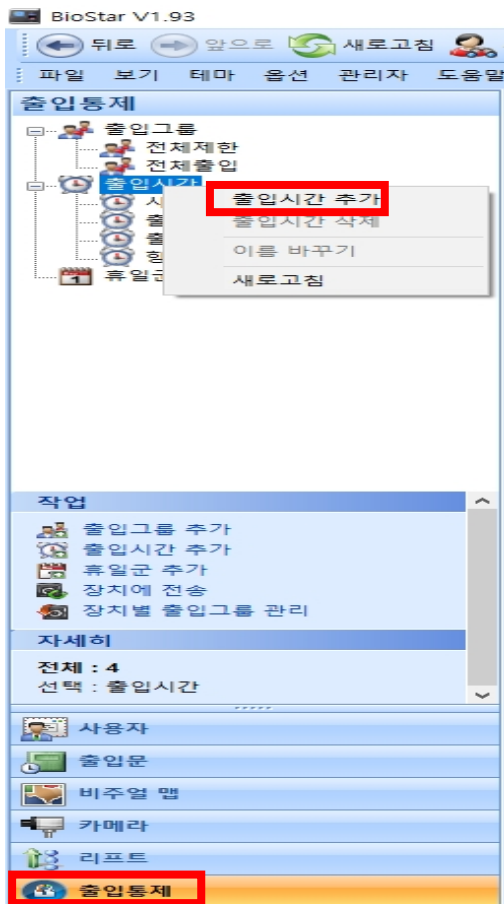 BioStar V1.93
뒤로 앞으로 새로고침
파일 보기 테마 옵션 관리자 도움말
출입통제
출입그룹
전체제한
전체출입
출입시간
출입시간 추가
출입시간 삭제
이름 바꾸기
새로고침
작업
출입그룹 추가
출입시간 추가
휴일군 추가
장치에 전송
장치별 출입그룹 관리
자세히
전체 : 4
선택 : 출입시간
사용자
출입문
비주얼 맵
카메라
리프트
출입통제